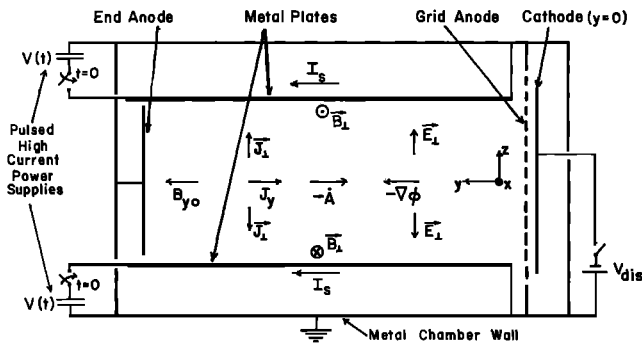 End Anode
Metal Plates
Grid Anode
Cathode (y=0)
V(t)
t=0
I_s
B⃗_⊥
Pulsed
High
Current
Power
Supplies
J⃗_⊥
E⃗_⊥
z
B_yo
J_y
-Ȧ⃗
-∇φ
y
x
J⃗_⊥
E⃗_⊥
B⃗_⊥
t=0
V(t)
I_s
V_dis
Metal Chamber Wall